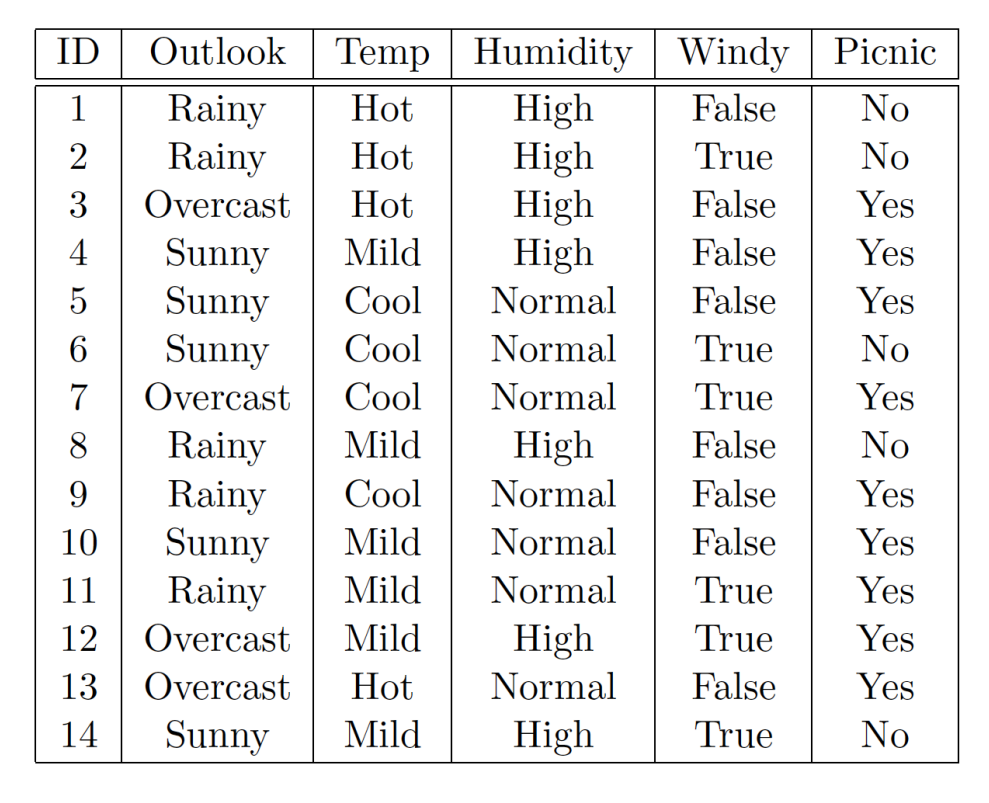 ID Outlook Temp Humidity Windy Picnic
1 Rainy Hot High False No
2 Rainy Hot High True No
3 Overcast Hot High False Yes
4 Sunny Mild High False Yes
5 Sunny Cool Normal False Yes
6 Sunny Cool Normal True No
7 Overcast Cool Normal True Yes
8 Rainy Mild High False No
9 Rainy Cool Normal False Yes
10 Sunny Mild Normal False Yes
11 Rainy Mild Normal True Yes
12 Overcast Mild High True Yes
13 Overcast Hot Normal False Yes
14 Sunny Mild High True No